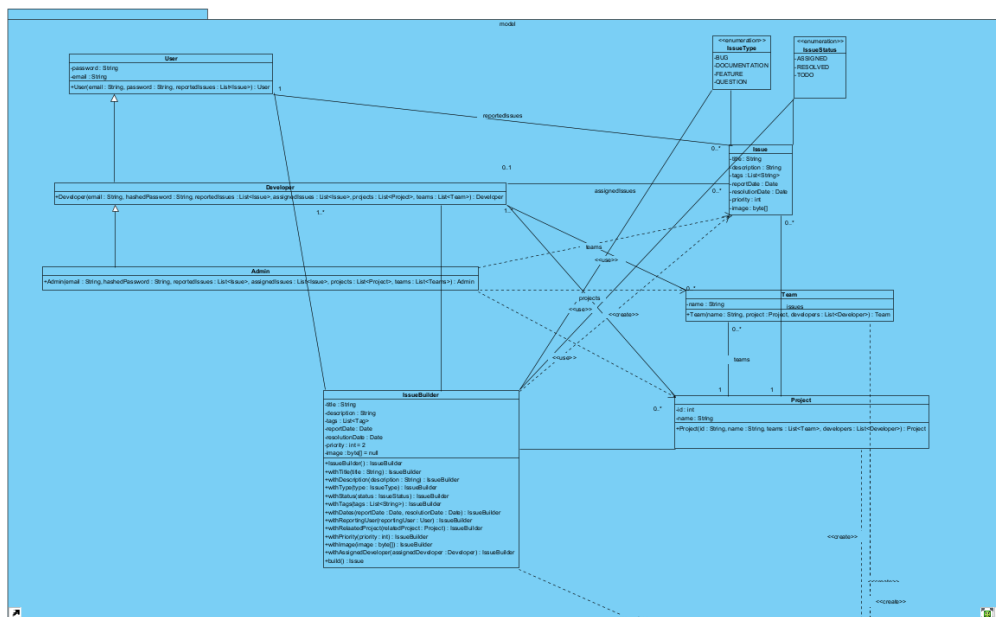 model
User
-password : String
-email : String
+User(email : String, password : String, reportedIssues : List<Issue>) : User
1
<<enumeration>>
IssueType
-BUG
-DOCUMENTATION
-FEATURE
-QUESTION
<<enumeration>>
IssueStatus
-ASSIGNED
-RESOLVED
-TODO
reportedIssues
0..*
Issue
-title : String
-description : String
-tags : List<String>
-reportDate : Date
-resolutionDate : Date
-priority : int
-image : byte[]
0..1
assignedIssues
0..*
Developer
+Developer(email : String, hashedPassword : String, reportedIssues : List<Issue>, assignedIssues : List<Issue>, projects : List<Project>, teams : List<Team>) : Developer
1..*
1..*
0..*
teams
<<use>>
Admin
+Admin(email : String, hashedPassword : String, reportedIssues : List<Issue>, assignedIssues : List<Issue>, projects : List<Project>, teams : List<Teams>) : Admin
0..*
Team
-name : String
issues
+Team(name : String, project : Project, developers : List<Developer>) : Team
projects
<<use>>
<<create>>
0..*
<<use>>
teams
1
1
IssueBuilder
-title : String
-description : String
-tags : List<Tag>
-reportDate : Date
-resolutionDate : Date
-priority : int = 2
-image : byte[] = null
+IssueBuilder() : IssueBuilder
+withTitle(title : String) : IssueBuilder
+withDescription(description : String) : IssueBuilder
+withType(type : IssueType) : IssueBuilder
+withStatus(status : IssueStatus) : IssueBuilder
+withTags(tags : List<String>) : IssueBuilder
+withDates(reportDate : Date, resolutionDate : Date) : IssueBuilder
+withReportingUser(reportingUser : User) : IssueBuilder
+withRelatedProject(relatedProject : Project) : IssueBuilder
+withPriority(priority : int) : IssueBuilder
+withImage(image : byte[]) : IssueBuilder
+withAssignedDeveloper(assignedDeveloper : Developer) : IssueBuilder
+build() : Issue
0..*
Project
-id : int
-name : String
+Project(id : String, name : String, teams : List<Team>, developers : List<Developer>) : Project
<<create>>
<<create>>